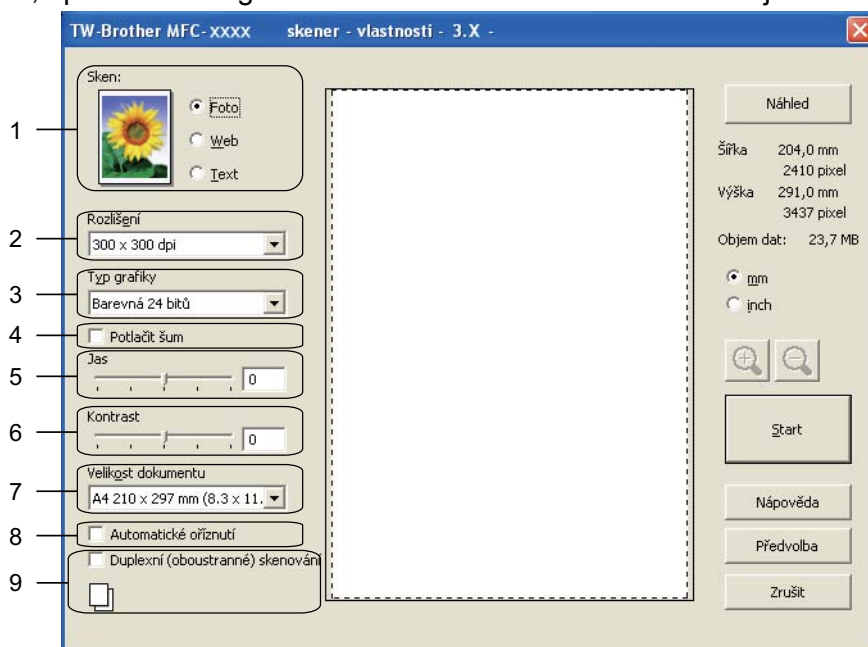 TW-Brother MFC-xxxx skener - vlastnosti - 3.X -
Sken:
1
Foto
Web
Text
2
Rozlišení
300 x 300 dpi
3
Typ grafiky
Barevná 24 bitů
4
Potlačit šum
5
Jas
0
6
Kontrast
0
7
Velikost dokumentu
A4 210 x 297 mm (8.3 x 11.
8
Automatické oříznutí
9
Duplexní (oboustranné) skenování
Náhled
Šířka 204,0 mm
2410 pixel
Výška 291,0 mm
3437 pixel
Objem dat: 23,7 MB
mm
inch
Start
Nápověda
Předvolba
Zrušit